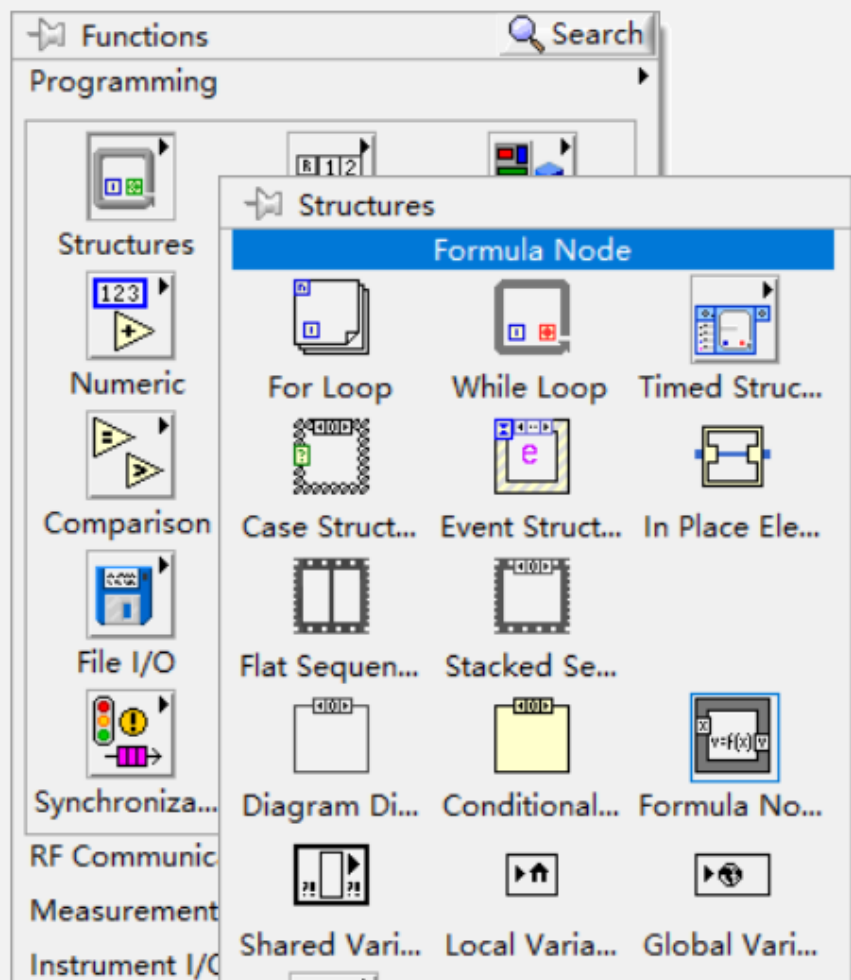 Functions
Search
Programming
Structures
Numeric
Comparison
File I/O
Synchroniza...
RF Communic
Measurement
Instrument I/
Structures
Formula Node
For Loop
While Loop
Timed Struc...
Case Struct...
Event Struct...
In Place Ele...
Flat Sequen...
Stacked Se...
Diagram Di...
Conditional...
Formula No...
Shared Vari...
Local Varia...
Global Vari...